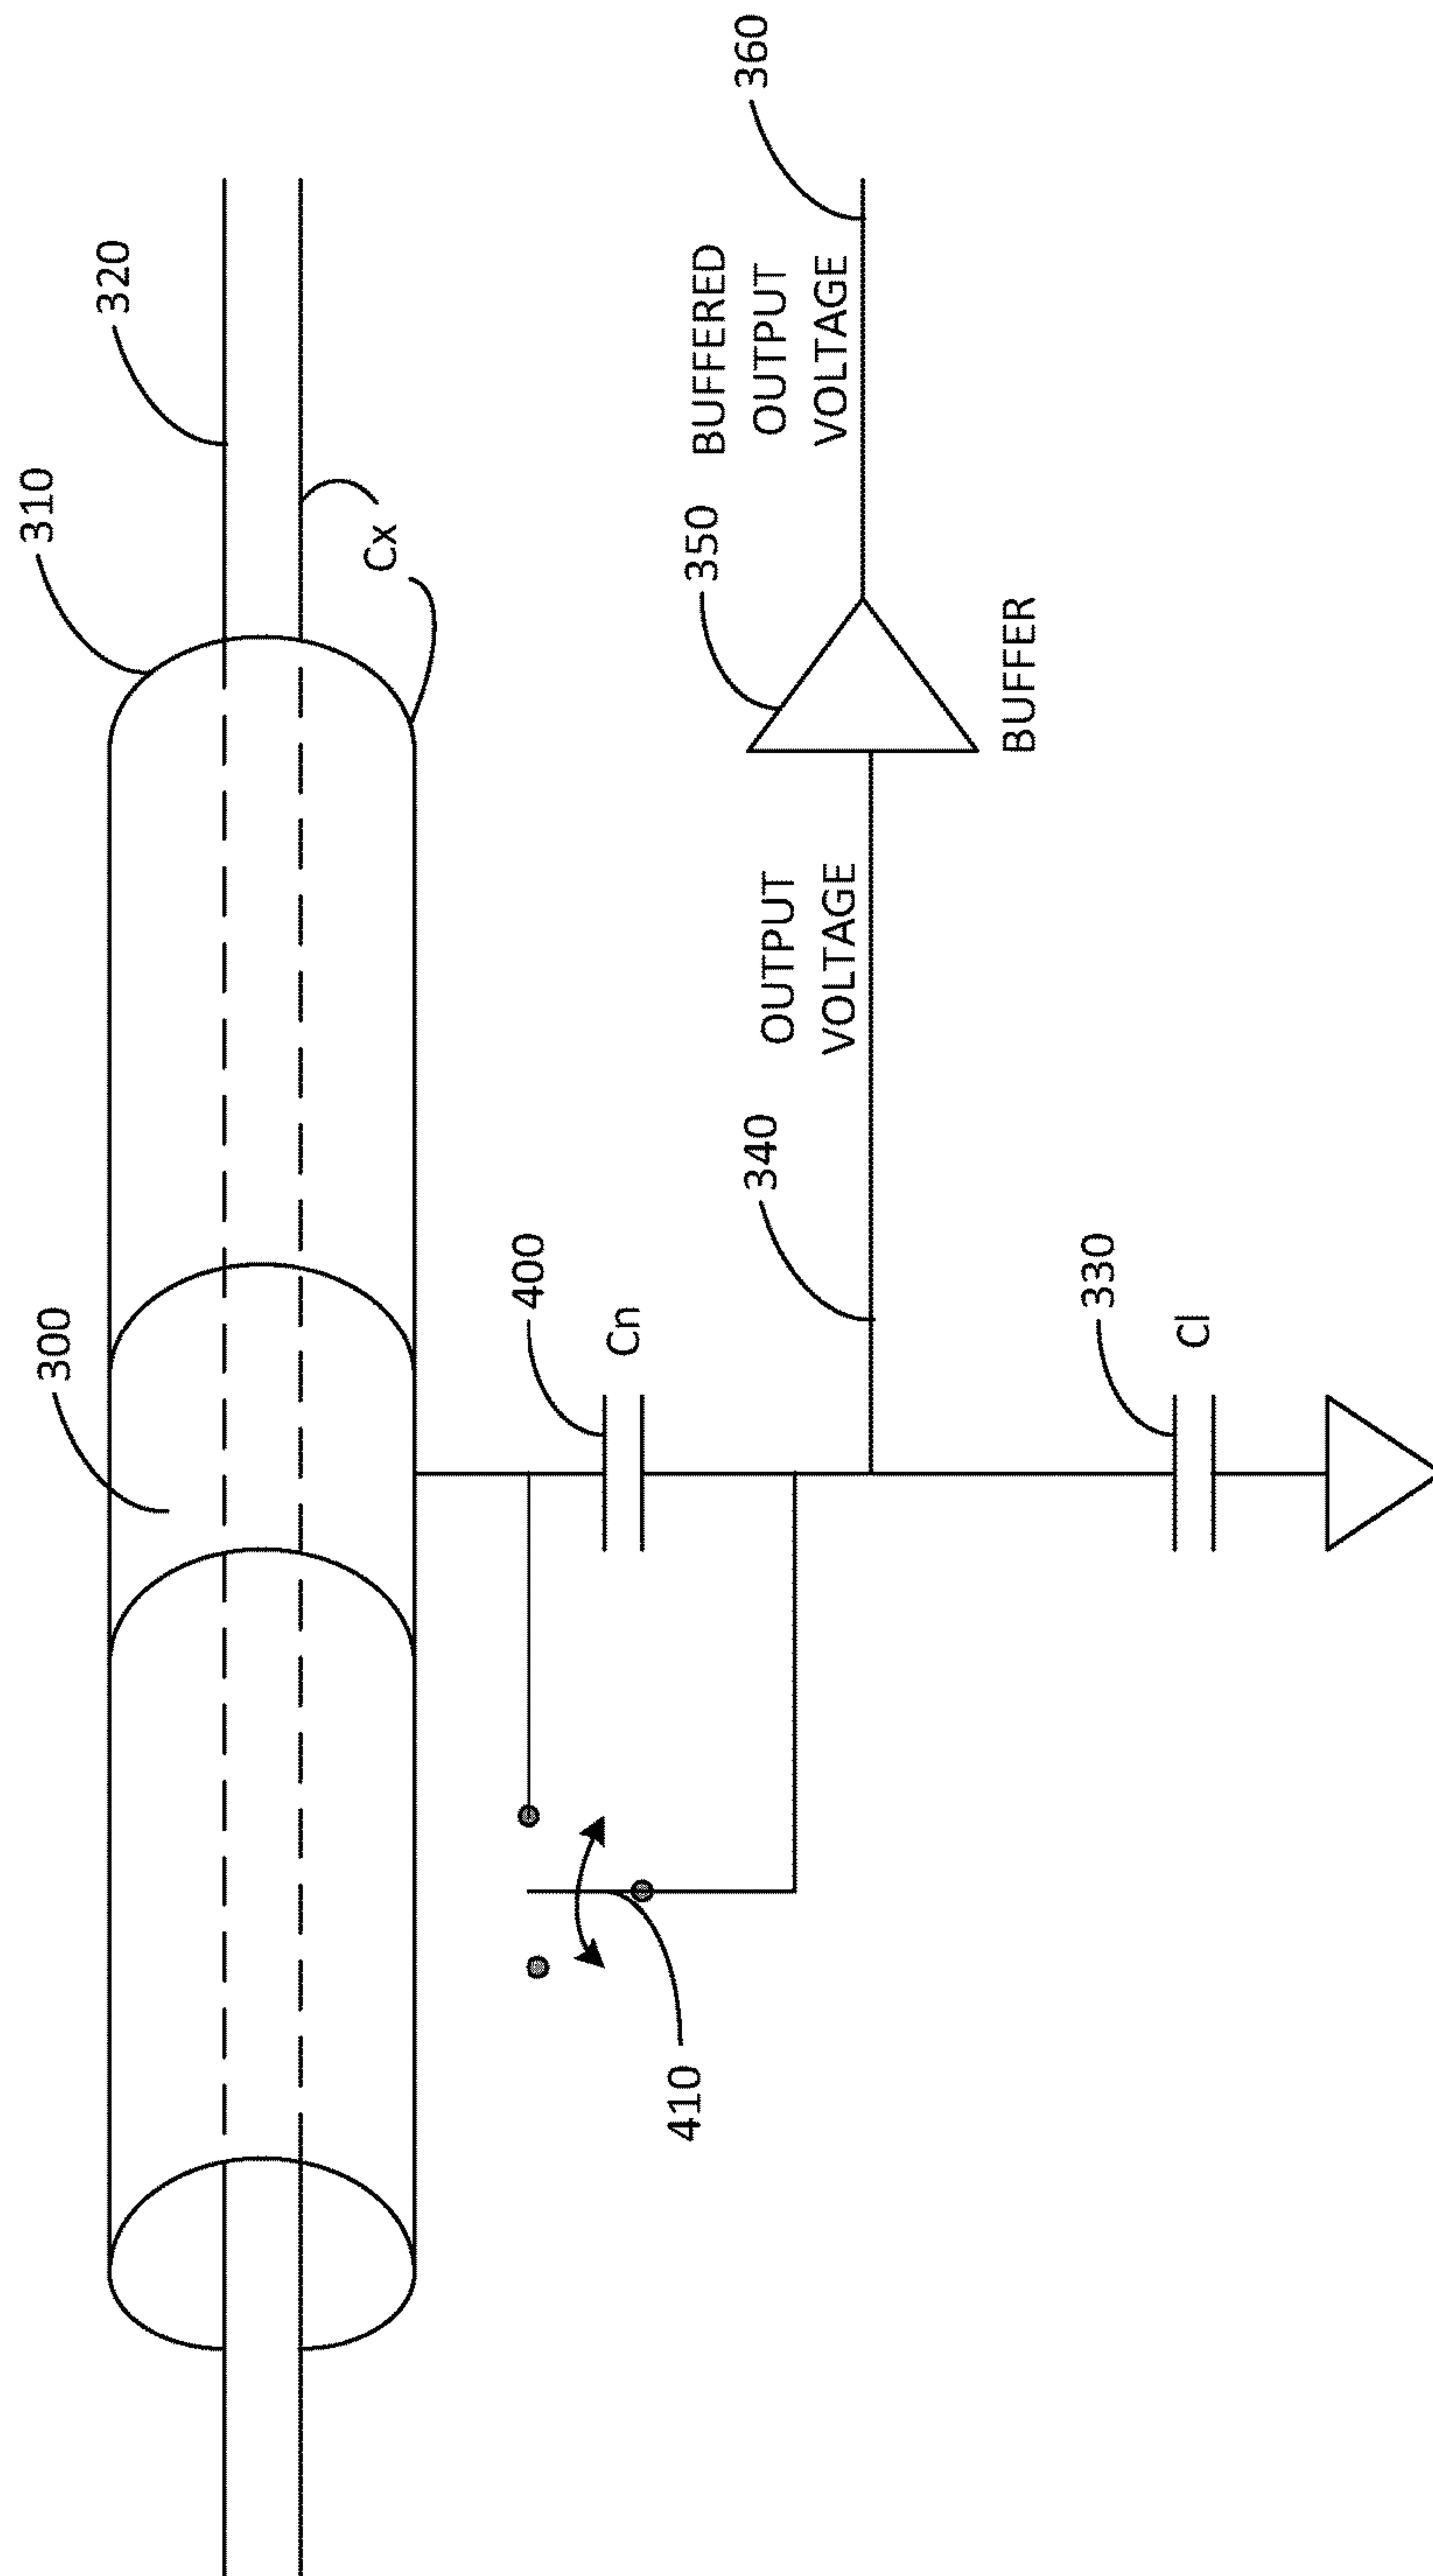 300
310
320
Cx
400
Cn
410
340
OUTPUT
VOLTAGE
350
BUFFER
BUFFERED
OUTPUT
VOLTAGE
360
330
Cl